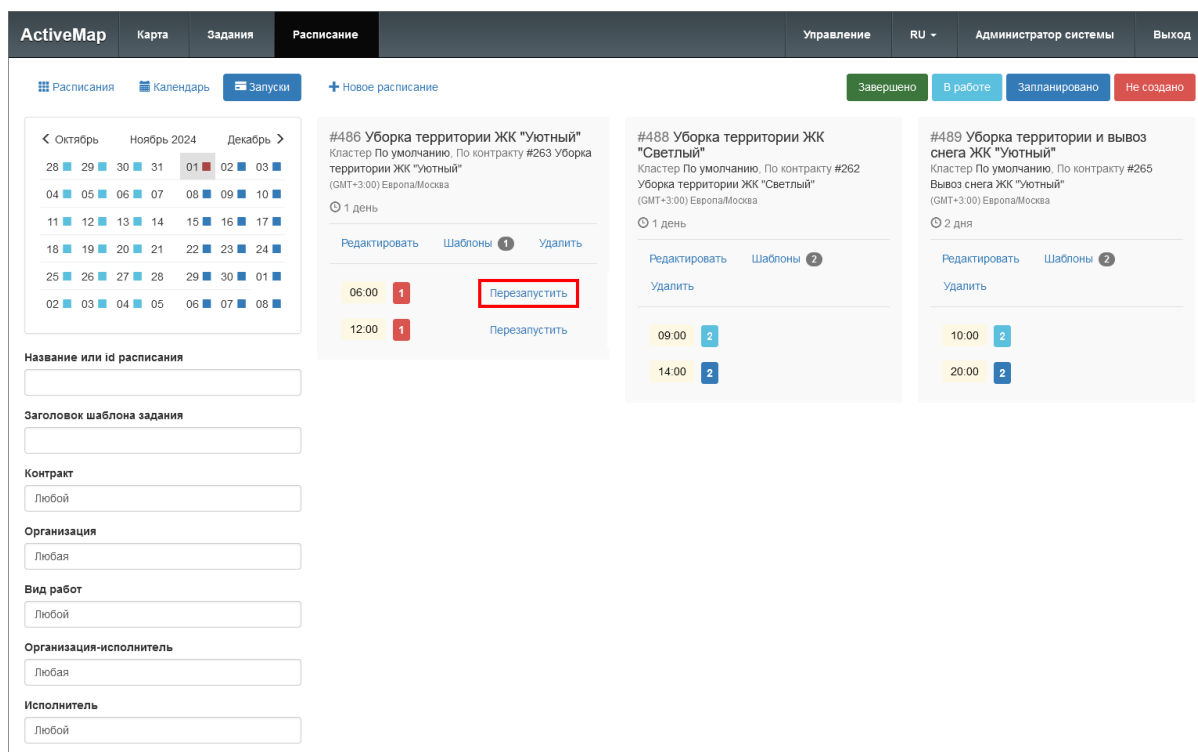 ActiveMap Карта Задания Расписание Управление RU Администратор системы Выход
Расписания Календарь Запуски Новое расписание Завершено В работе Запланировано Не создано
Октябрь Ноябрь 2024 Декабрь
28 29 30 31 01 02 03
04 05 06 07 08 09 10
11 12 13 14 15 16 17
18 19 20 21 22 23 24
25 26 27 28 29 30 01
02 03 04 05 06 07 08
Название или id расписания
Заголовок шаблона задания
Контракт
Любой
Организация
Любая
Вид работ
Любой
Организация-исполнитель
Любая
Исполнитель
Любой
#486 Уборка территории ЖК "Уютный"
Кластер По умолчанию, По контракту #263 Уборка
территории ЖК "Уютный"
(GMT+3:00) Европа/Москва
1 день
Редактировать Шаблоны 1 Удалить
06:00 1 Перезапустить
12:00 1 Перезапустить
#488 Уборка территории ЖК
"Светлый"
Кластер По умолчанию, По контракту #262
Уборка территории ЖК "Светлый"
(GMT+3:00) Европа/Москва
1 день
Редактировать Шаблоны 2
Удалить
09:00 2
14:00 2
#489 Уборка территории и вывоз
снега ЖК "Уютный"
Кластер По умолчанию, По контракту #265
Вывоз снега ЖК "Уютный"
(GMT+3:00) Европа/Москва
2 дня
Редактировать Шаблоны 2
Удалить
10:00 2
20:00 2